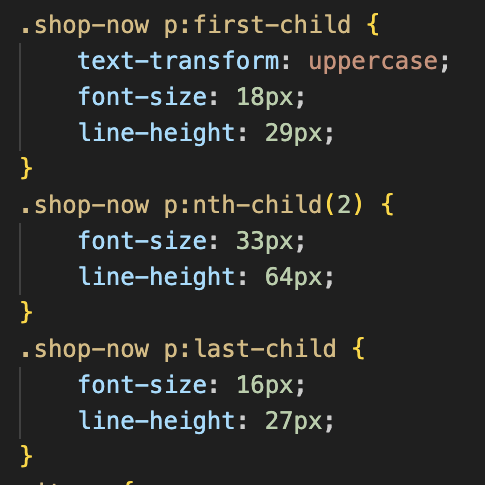 .shop-now p:first-child {
    text-transform: uppercase;
    font-size: 18px;
    line-height: 29px;
}
.shop-now p:nth-child(2) {
    font-size: 33px;
    line-height: 64px;
}
.shop-now p:last-child {
    font-size: 16px;
    line-height: 27px;
}